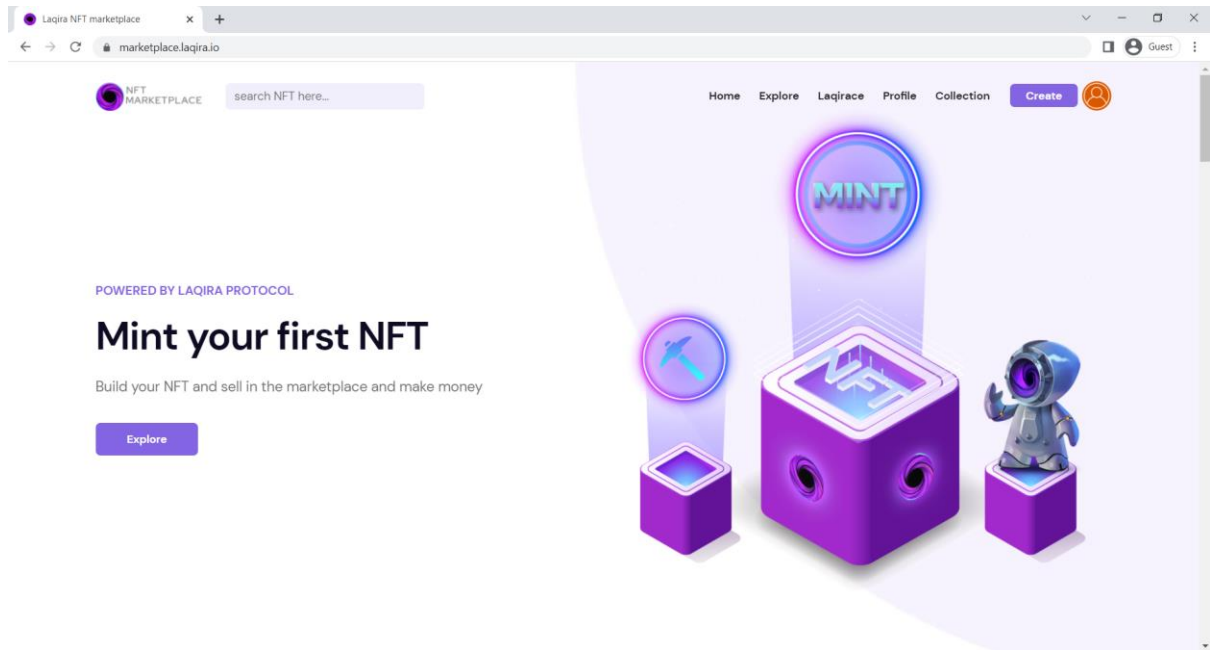 Laqira NFT marketplace
marketplace.laqira.io
Guest
NFT
MARKETPLACE
search NFT here...
Home Explore Laqirace Profile Collection Create
MINT
POWERED BY LAQIRA PROTOCOL
Mint your first NFT
NFT
Build your NFT and sell in the marketplace and make money
Explore